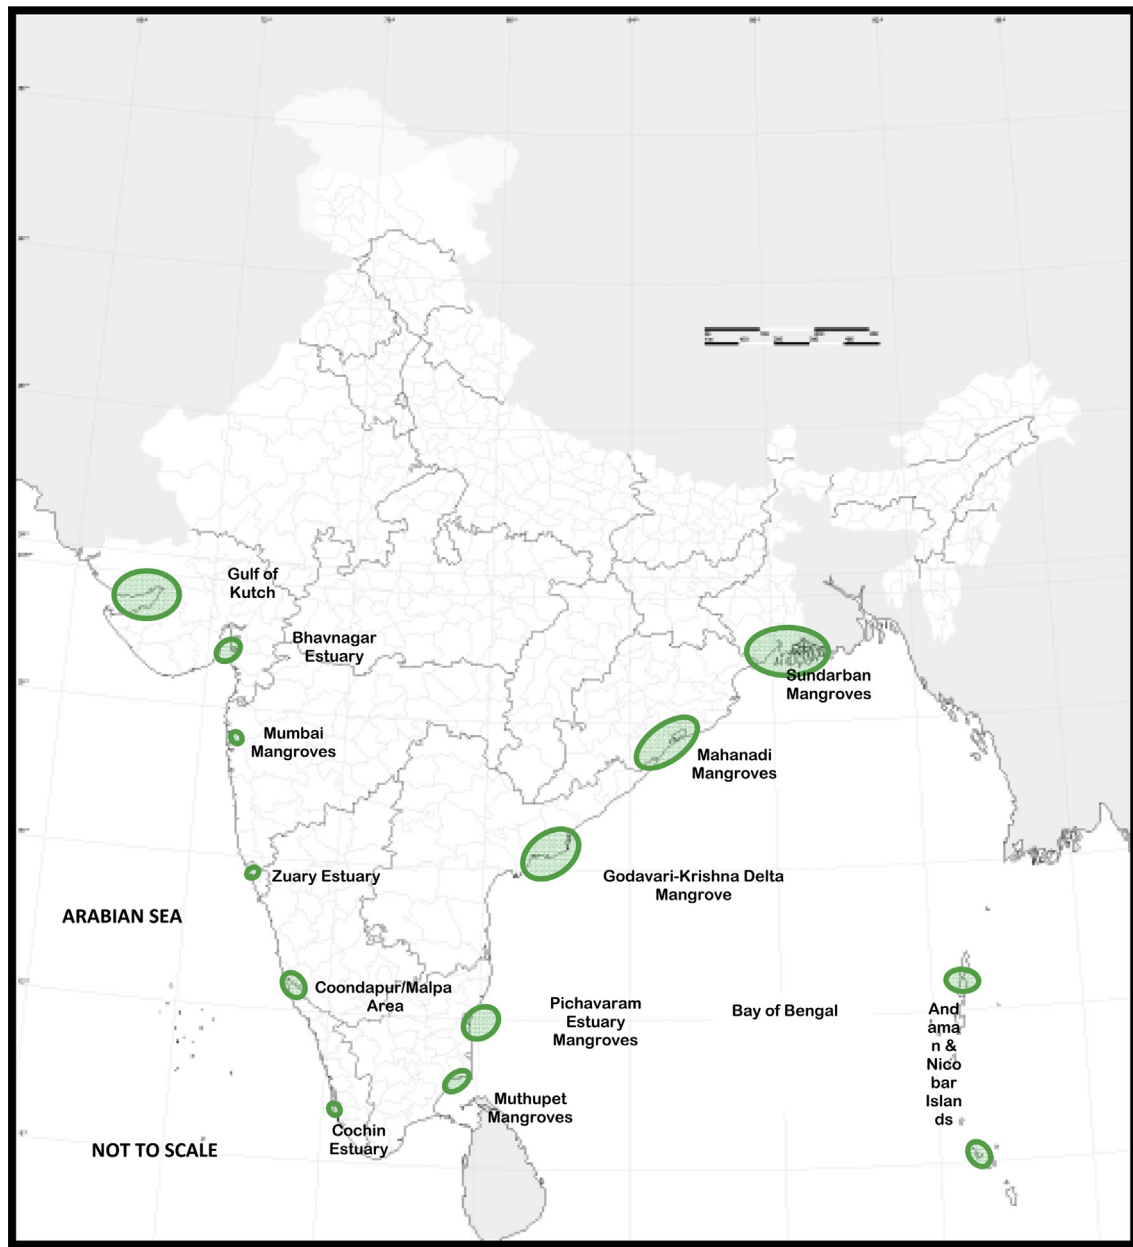 Gulf of
Kutch
Bhavnagar
Estuary
Sundarban
Mangroves
Mumbai
Mangroves
Mahanadi
Mangroves
Zuary Estuary
Godavari-Krishna Delta
Mangrove
ARABIAN SEA
Coondapur/Malpa
Area
Pichavaram
Estuary
Mangroves
Bay of Bengal
And
ama
n &
Nico
bar
Islan
ds
Muthupet
Mangroves
Cochin
Estuary
NOT TO SCALE